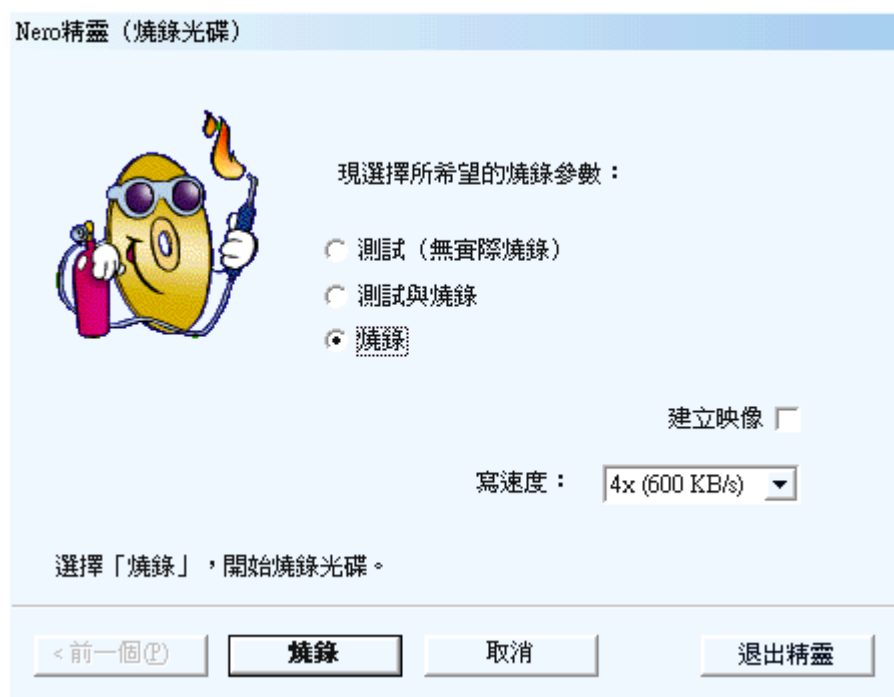 Nero精靈（燒錄光碟）
現選擇所希望的燒錄參數：
測試（無實際燒錄）
測試與燒錄
燒錄
建立映像
寫速度： 4x (600 KB/s)
選擇「燒錄」，開始燒錄光碟。
<前一個(P) 燒錄 取消 退出精靈